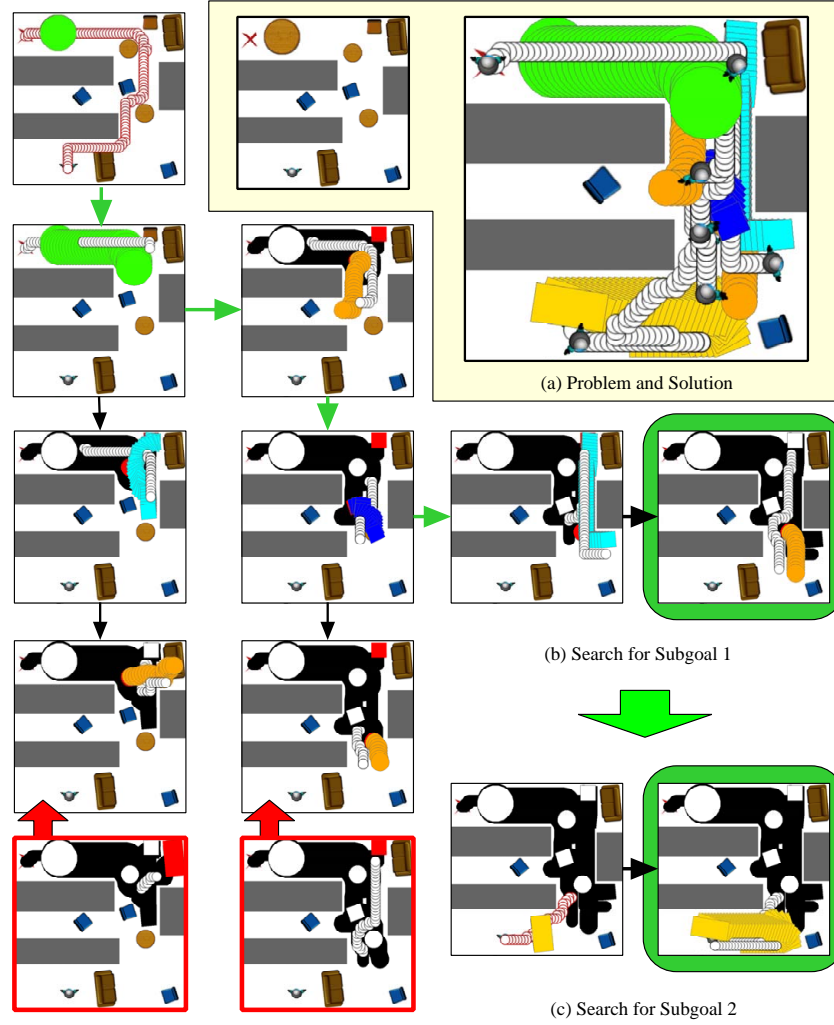 (a) Problem and Solution
(b) Search for Subgoal 1
(c) Search for Subgoal 2